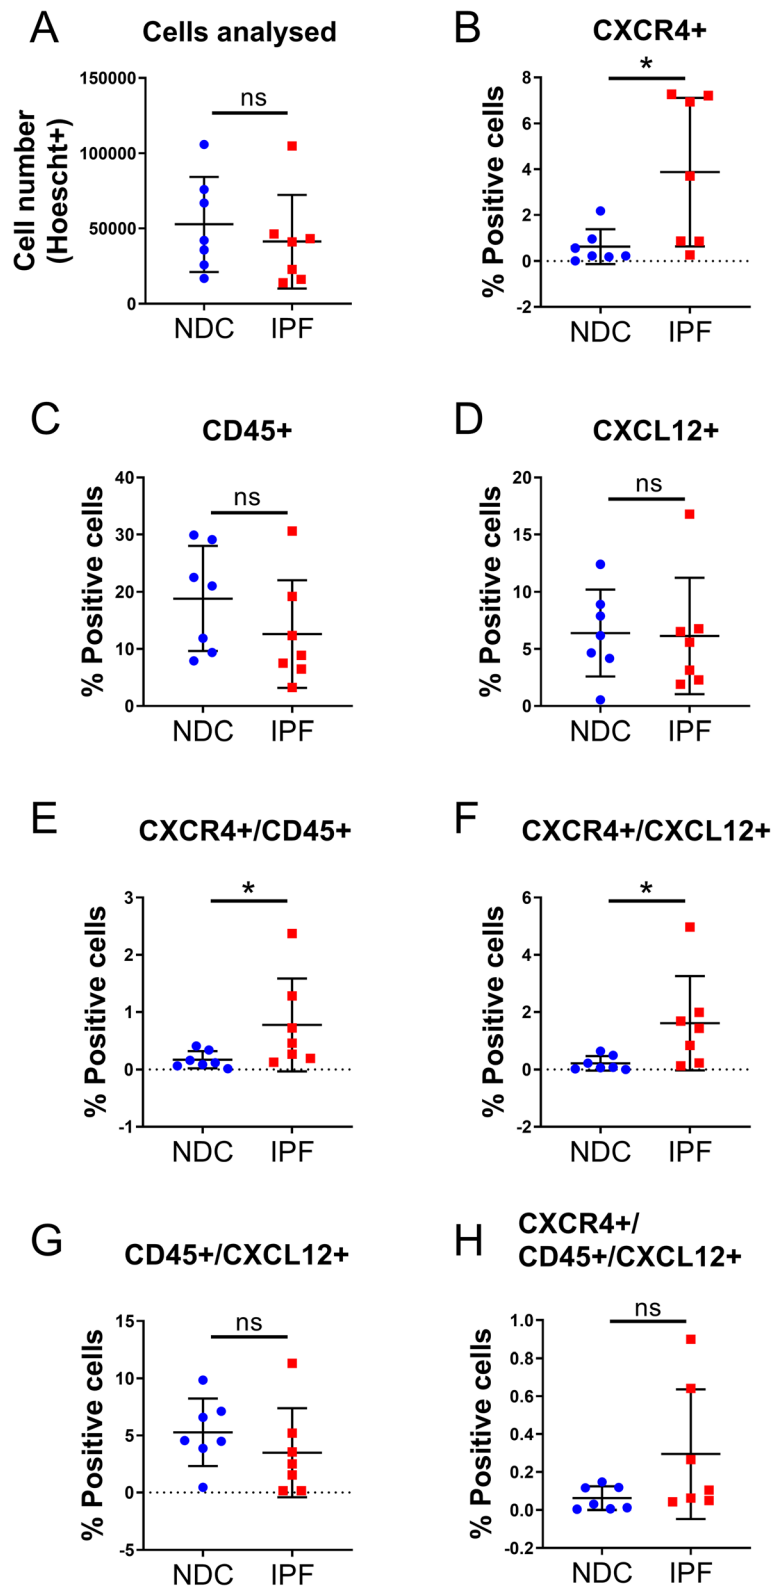 A
Cells analysed
Cell number
(Hoescht+)
150000
100000
50000
0
ns
NDC
IPF
B
CXCR4+
% Positive cells
8
6
4
2
0
-2
*
NDC
IPF
C
CD45+
% Positive cells
40
30
20
10
0
ns
NDC
IPF
D
CXCL12+
% Positive cells
20
15
10
5
0
ns
NDC
IPF
E
CXCR4+/CD45+
% Positive cells
3
2
1
0
-1
*
NDC
IPF
F
CXCR4+/CXCL12+
% Positive cells
6
4
2
0
-2
*
NDC
IPF
G
CD45+/CXCL12+
% Positive cells
15
10
5
0
-5
ns
NDC
IPF
H
CXCR4+/
CD45+/CXCL12+
% Positive cells
1.0
0.8
0.6
0.4
0.2
0.0
-0.2
ns
NDC
IPF